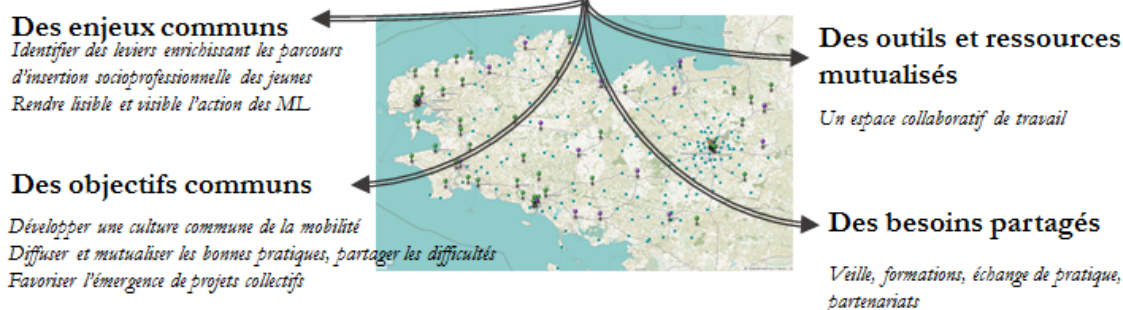 Des enjeux communs
Identifier des leviers enrichissant les parcours
d'insertion socioprofessionnelle des jeunes
Rendre lisible et visible l'action des ML
Des objectifs communs
Développer une culture commune de la mobilité
Diffuser et mutualiser les bonnes pratiques, partager les difficultés
Favoriser l'émergence de projets collectifs
Des outils et ressources
mutualisés
Un espace collaboratif de travail
Des besoins partagés
Veille, formations, échange de pratique,
partenariats